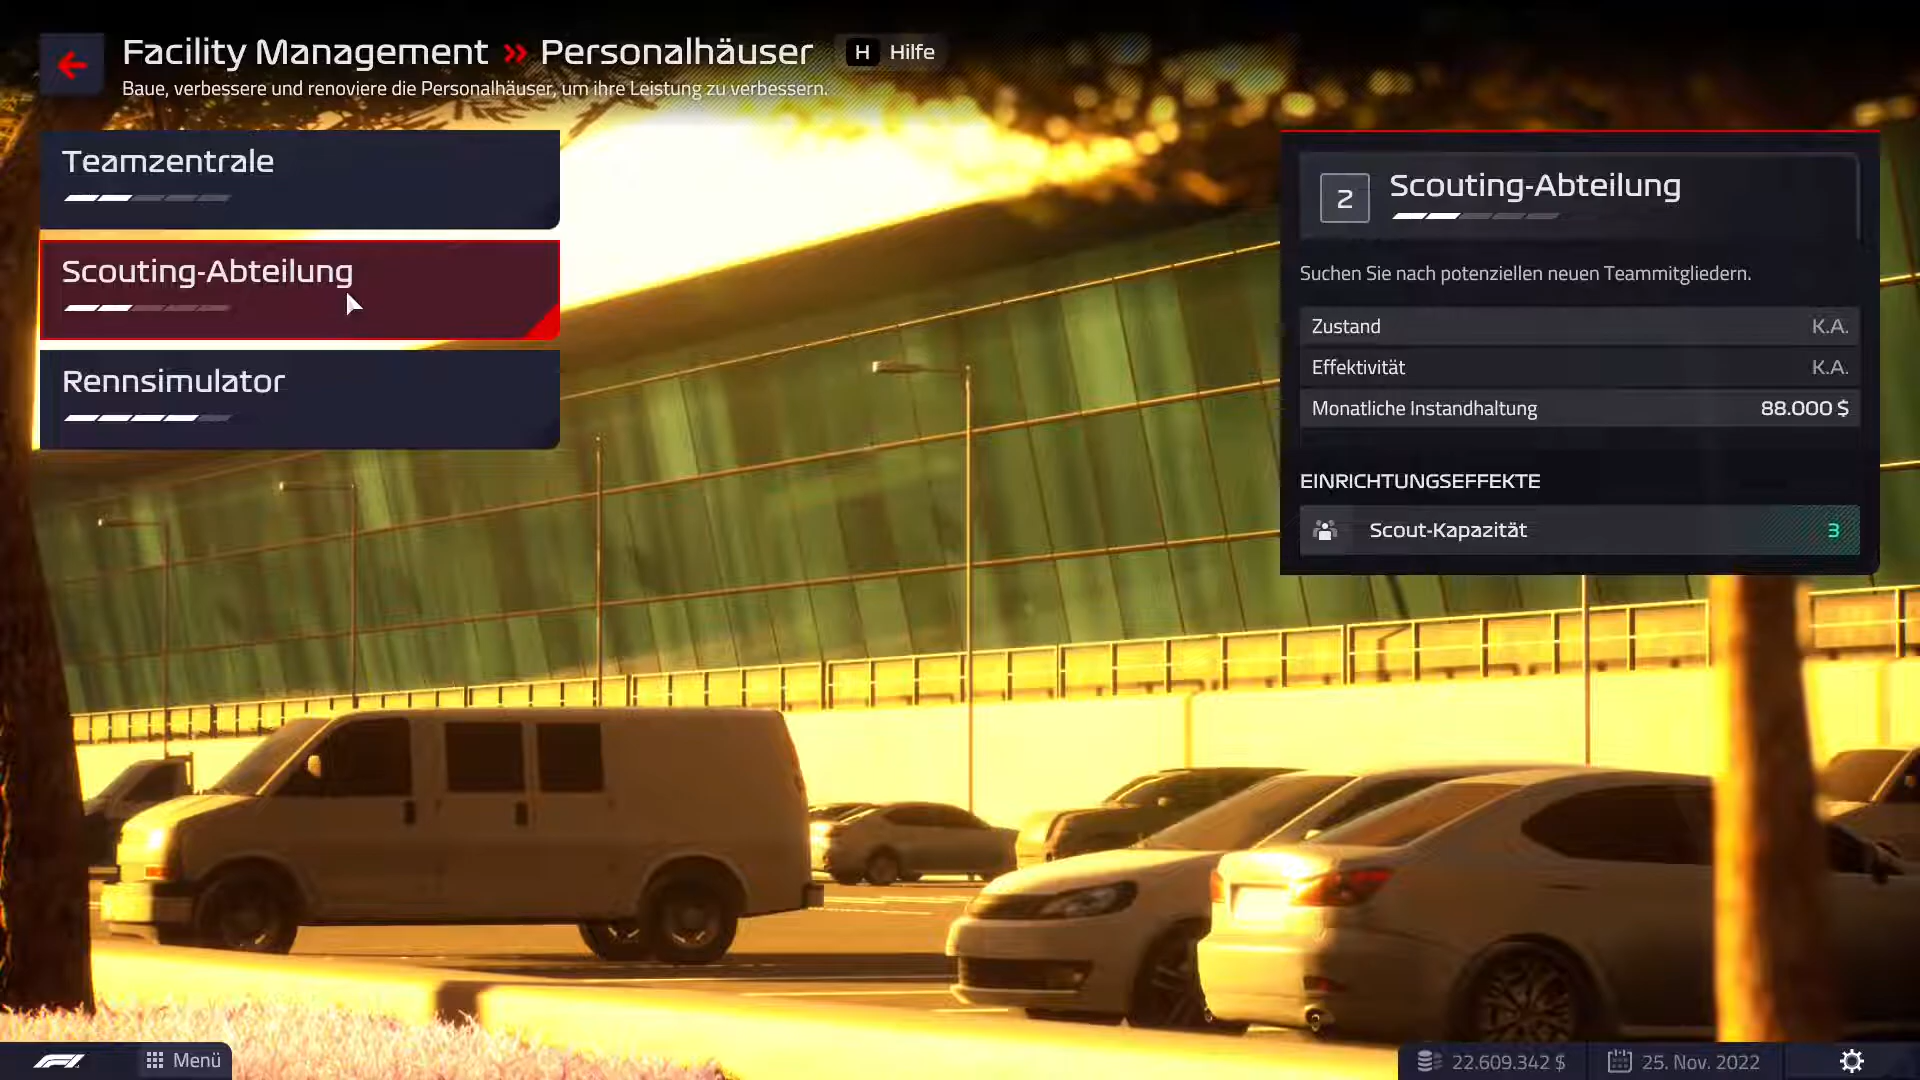 Facility Management » Personalhäuser H Hilfe
Baue, verbessere und renoviere die Personalhäuser, um ihre Leistung zu verbessern.
Teamzentrale
Scouting-Abteilung
Rennsimulator
2 Scouting-Abteilung
Suchen Sie nach potenziellen neuen Teammitgliedern.
Zustand K.A.
Effektivität K.A.
Monatliche Instandhaltung 88.000 $
EINRICHTUNGSEFFEKTE
Scout-Kapazität 3
F1 Menü
22.609.342 $ 25. Nov. 2022